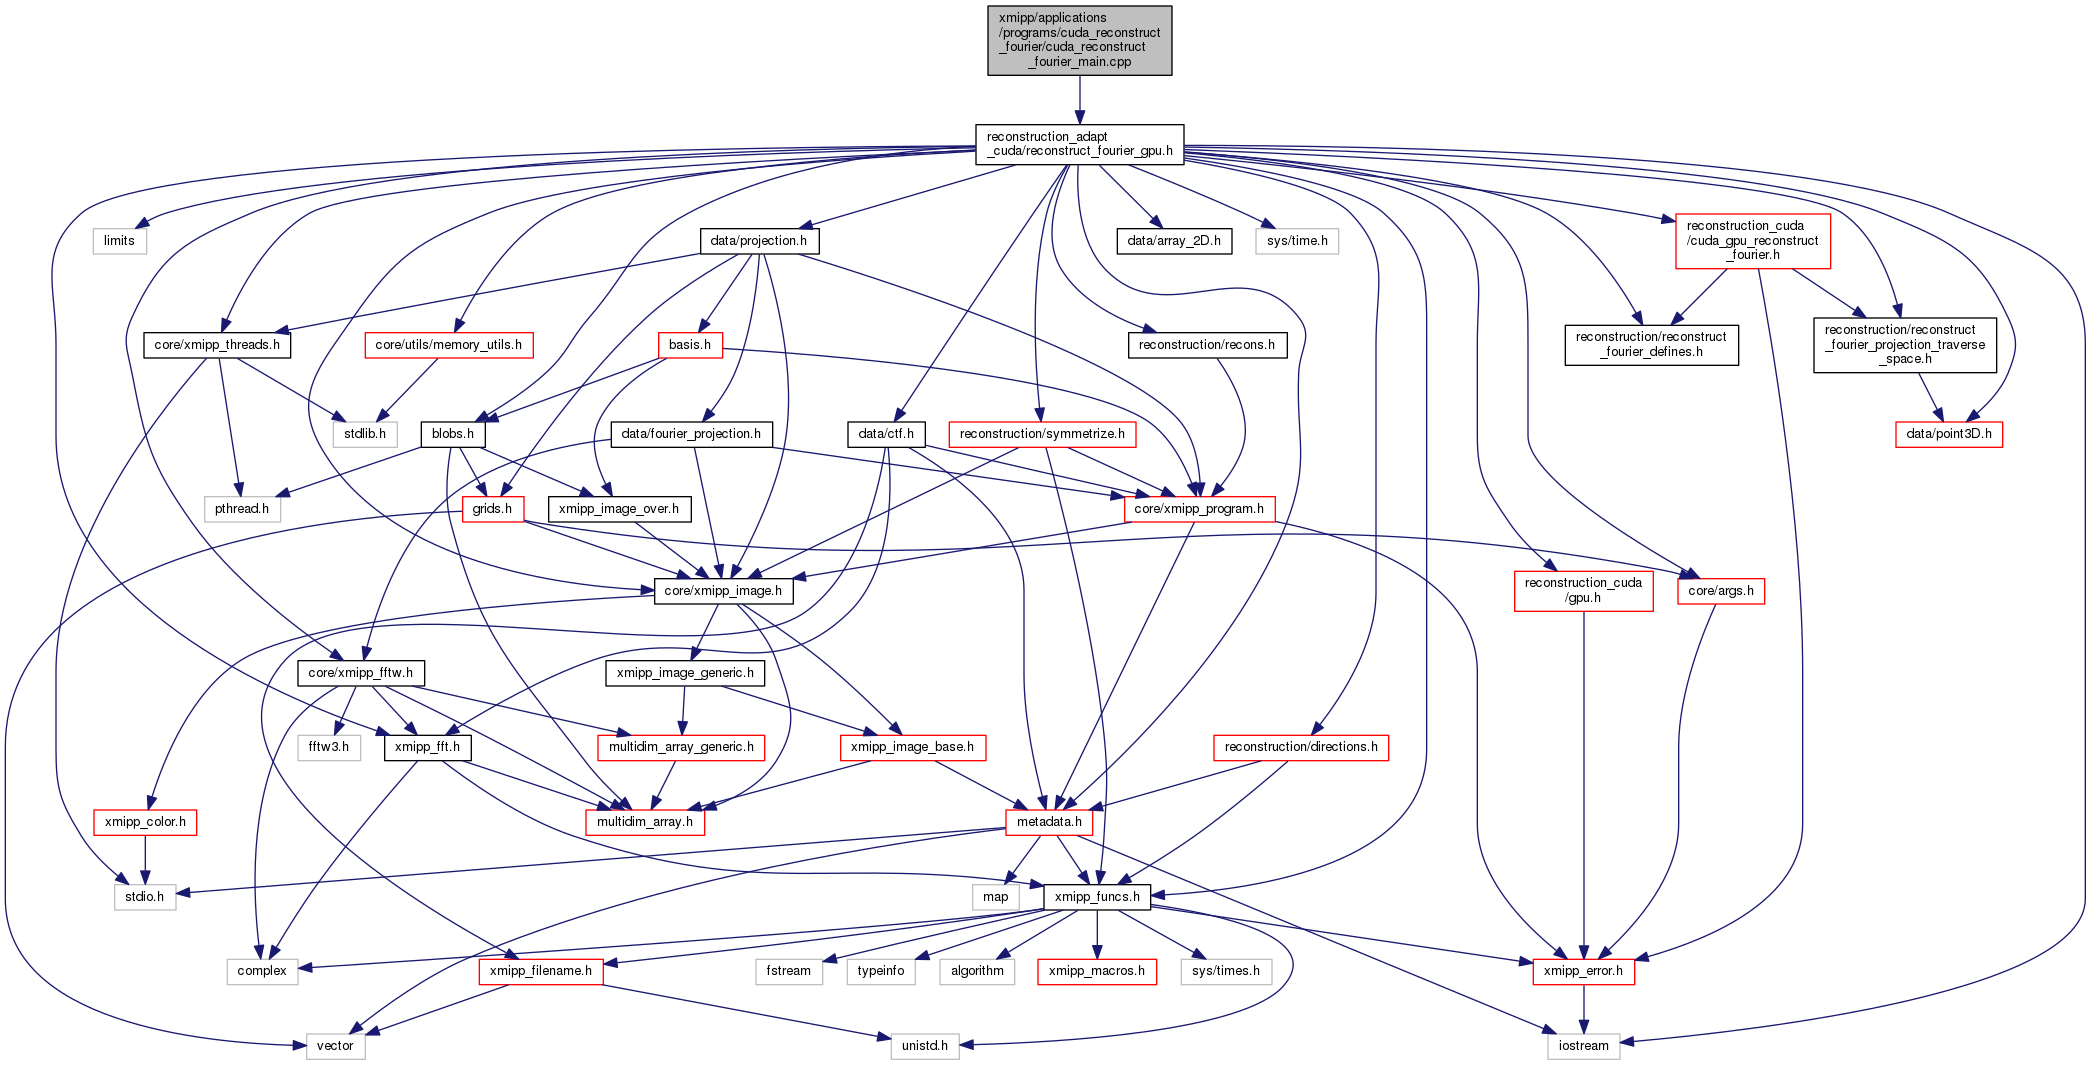 xmipp/applications
/programs/cuda_reconstruct
_fourier/cuda_reconstruct
_fourier_main.cpp
reconstruction_adapt
_cuda/reconstruct_fourier_gpu.h
limits
data/projection.h
data/array_2D.h
sys/time.h
reconstruction_cuda
/cuda_gpu_reconstruct
_fourier.h
core/xmipp_threads.h
core/utils/memory_utils.h
basis.h
reconstruction/recons.h
reconstruction/reconstruct
_fourier_defines.h
reconstruction/reconstruct
_fourier_projection_traverse
_space.h
stdlib.h
blobs.h
data/fourier_projection.h
data/ctf.h
reconstruction/symmetrize.h
data/point3D.h
pthread.h
grids.h
xmipp_image_over.h
core/xmipp_program.h
core/xmipp_image.h
reconstruction_cuda
/gpu.h
core/args.h
core/xmipp_fftw.h
xmipp_image_generic.h
fftw3.h
xmipp_fft.h
multidim_array_generic.h
xmipp_image_base.h
reconstruction/directions.h
xmipp_color.h
multidim_array.h
metadata.h
stdio.h
map
xmipp_funcs.h
complex
xmipp_filename.h
fstream
typeinfo
algorithm
xmipp_macros.h
sys/times.h
xmipp_error.h
vector
unistd.h
iostream